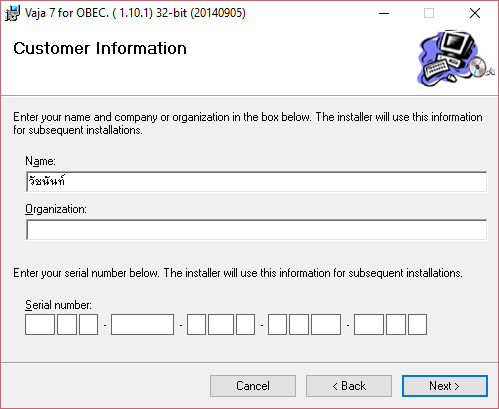 Vaja 7 for OBEC. ( 1.10.1) 32-bit (20140905)
Customer Information
Enter your name and company or organization in the box below. The installer will use this information
for subsequent installations.
Name:
วัชนันท์
Organization:
Enter your serial number below. The installer will use this information for subsequent installations.
Serial number:
- - - -
Cancel
< Back
Next >